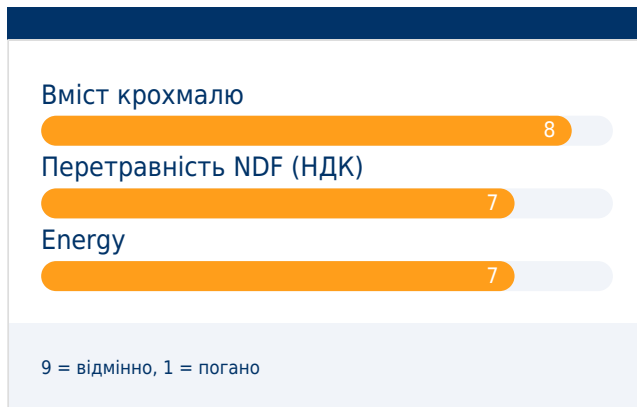 Вміст крохмалю
8
Перетравність NDF (НДК)
7
Energy
7
9 = відмінно, 1 = погано